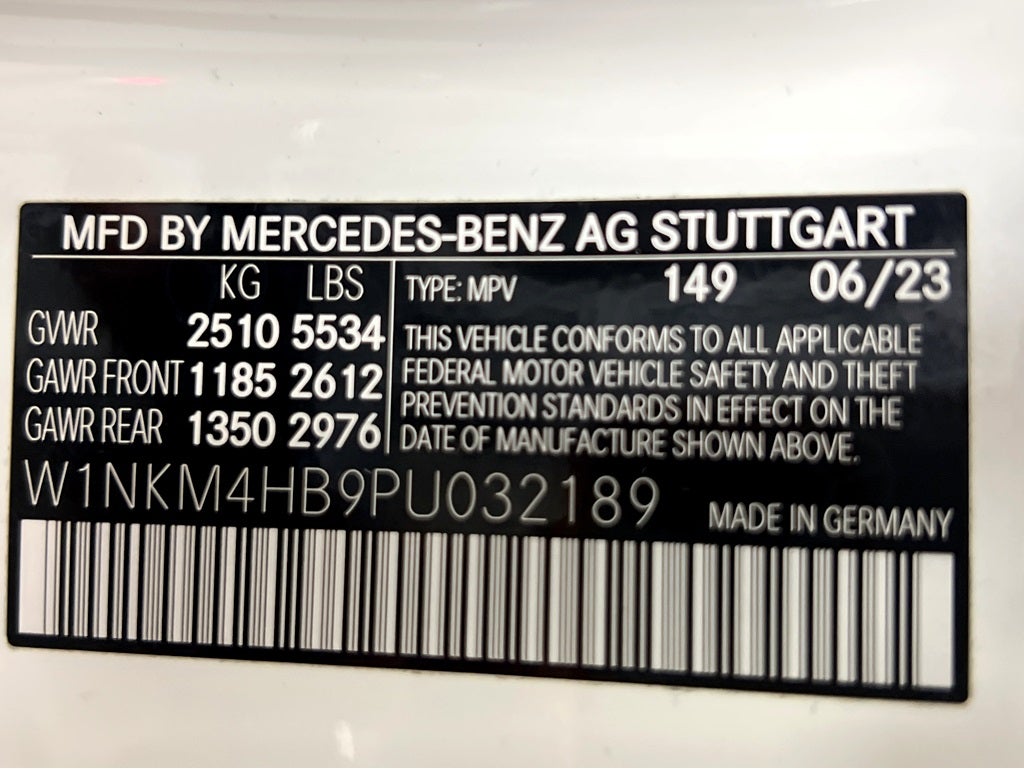 MFD BY MERCEDES-BENZ AG STUTTGART
KG LBS
GVWR 2510 5534
GAWR FRONT 1185 2612
GAWR REAR 1350 2976
TYPE: MPV 149 06/23
THIS VEHICLE CONFORMS TO ALL APPLICABLE
FEDERAL MOTOR VEHICLE SAFETY AND THEFT
PREVENTION STANDARDS IN EFFECT ON THE
DATE OF MANUFACTURE SHOWN ABOVE.
W1NKM4HB9PU032189
MADE IN GERMANY